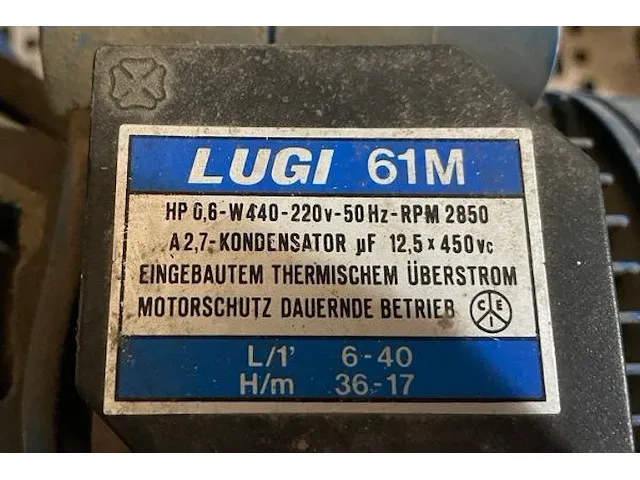 LUGI 61M
HP 0,6-W440-220v-50Hz-RPM 2850
A 2,7-KONDENSATOR µF 12,5 x 450vc
EINGEBAUTEM THERMISCHEM ÜBERSTROM
MOTORSCHUTZ DAUERNDE BETRIEB C E I
L/1' 6-40
H/m 36-17